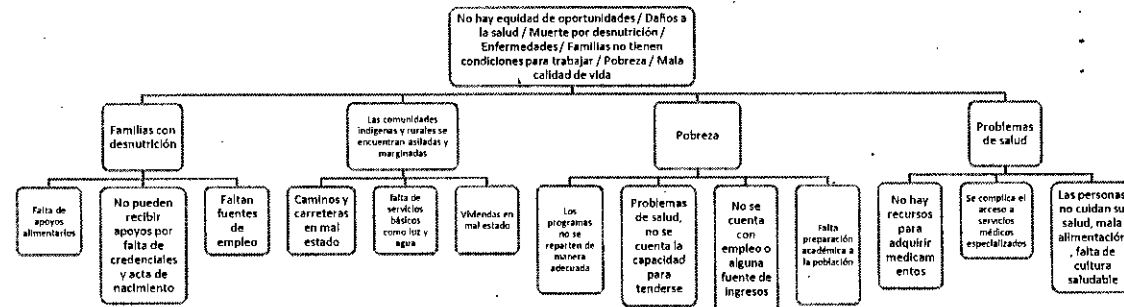 No hay equidad de oportunidades / Daños a
la salud / Muerte por desnutrición /
Enfermedades / Familias no tienen
condiciones para trabajar / Pobreza / Mala
calidad de vida
Familias con
desnutrición
Las comunidades
indígenas y rurales se
encuentran asiladas y
marginadas
Pobreza
Problemas
de salud
Falta de
apoyos
alimentarios
No pueden
recibir
apoyos por
falta de
credenciales
y acta de
nacimiento
Faltan
fuentes
de empleo
Caminos y
carreteras
en mal
estado
Falta de
servicios
básicos
como luz y
agua
Viviendas en
mal estado
Los
programas
no se
reparten de
manera
adecuada
Problemas
de salud,
no se
cuenta la
capacidad
para
tenderse
No se
cuenta
con
empleo o
alguna
fuente de
ingresos
Falta
preparación
académica a
la población
No hay
recursos
para
adquirir
medicam
entos
Se complica el
acceso a
servicios
médicos
especializados
Las personas
no cuidan su
salud, mala
alimentación
, falta de
cultura
saludable